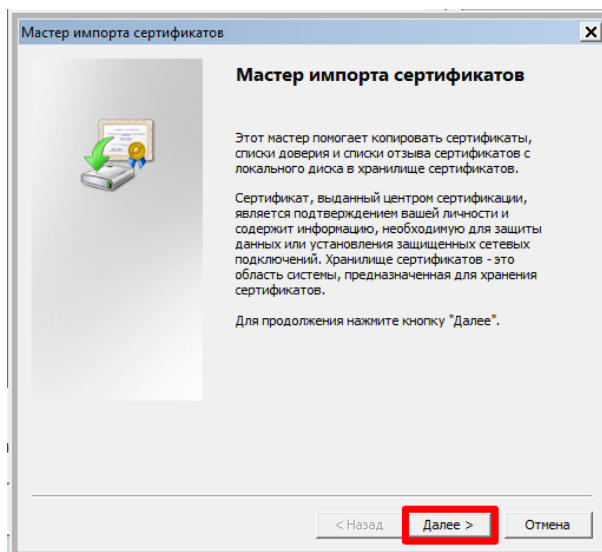 Мастер импорта сертификатов
Мастер импорта сертификатов
Этот мастер помогает копировать сертификаты,
списки доверия и списки отзыва сертификатов с
локального диска в хранилище сертификатов.
Сертификат, выданный центром сертификации,
является подтверждением вашей личности и
содержит информацию, необходимую для защиты
данных или установления защищенных сетевых
подключений. Хранилище сертификатов - это
область системы, предназначенная для хранения
сертификатов.
Для продолжения нажмите кнопку "Далее".
< Назад Далее > Отмена